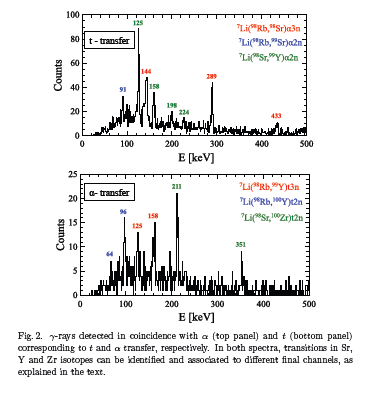 100
80
60
40
20
0
Counts
t - transfer
125
91
144
158
198
224
289
433
⁷Li(⁹⁸Rb,⁹⁸Sr)α3n
⁷Li(⁹⁸Rb,⁹⁹Sr)α2n
⁷Li(⁹⁸Sr,⁹⁹Y)α2n
0 100 200 300 400 500
E [keV]
25
20
15
10
5
0
Counts
α- transfer
64
96
125
158
211
351
⁷Li(⁹⁸Rb,⁹⁹Y)t3n
⁷Li(⁹⁸Rb,¹⁰⁰Y)t2n
⁷Li(⁹⁸Sr,¹⁰⁰Zr)t2n
0 100 200 300 400 500
E [keV]
Fig. 2. γ-rays detected in coincidence with α (top panel) and t (bottom panel)
corresponding to t and α transfer, respectively. In both spectra, transitions in Sr,
Y and Zr isotopes can be identified and associated to different final channels, as
explained in the text.